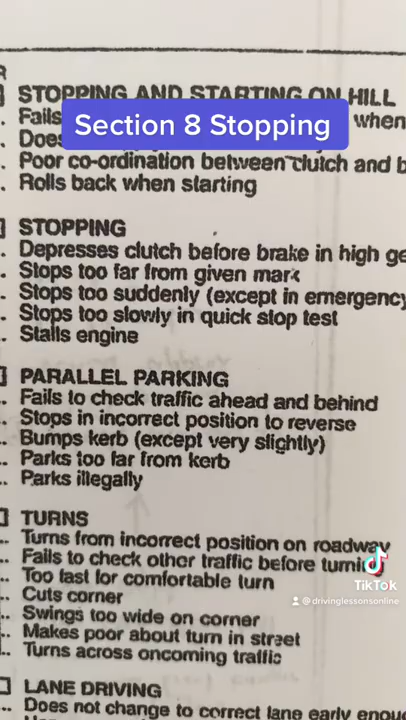 R
STOPPING AND STARTING ON HILL
Section 8 Stopping
Fails when
Does
Poor co-ordination between clutch and b
Rolls back when starting
STOPPING
Depresses clutch before brake in high ge
Stops too far from given mark
Stops too suddenly (except in emergency
Stops too slowly in quick stop test
Stalls engine
PARALLEL PARKING
Fails to check traffic ahead and behind
Stops in incorrect position to reverse
Bumps kerb (except very slightly)
Parks too far from kerb
Parks illegally
TURNS
Turns from incorrect position on roadway
Fails to check other traffic before turnin
TikTok
Too fast for comfortable turn
Cuts corner
@drivinglessonsonline
Swings too wide on corner
Makes poor about turn in street
Turns across oncoming traffic
LANE DRIVING
Does not change to correct lane early enoug